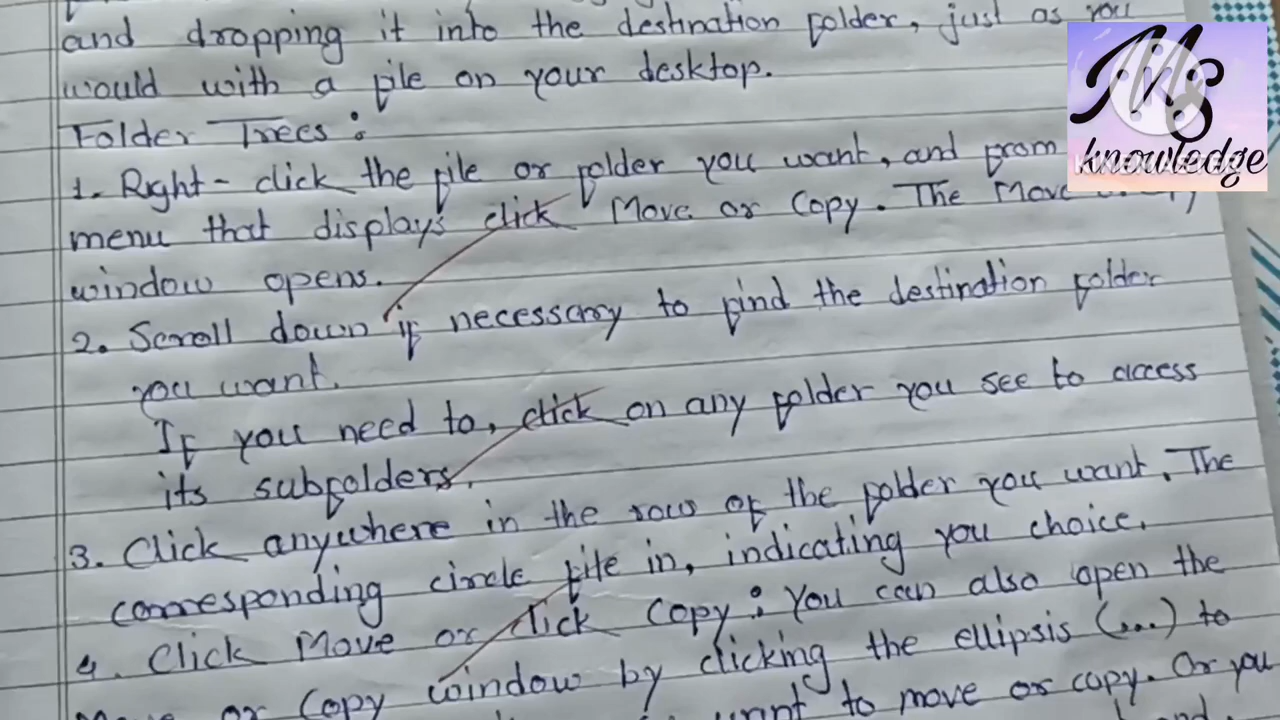 and dropping it into the destination folder, just as you
would with a file on your desktop.
Folder Trees:
1. Right-click the file or folder you want, and from
menu that displays click Move or Copy. The Move
window opens.
2. Scroll down if necessary to find the destination folder
you want.
If you need to, click on any folder you see to access
its subfolders.
3. Click anywhere in the row of the folder you want. The
corresponding circle file in, indicating you choice.
4. Click Move or click Copy: You can also open the
Move or Copy window by clicking the ellipsis (...) to
want to move or copy. Or you
MS
knowledge